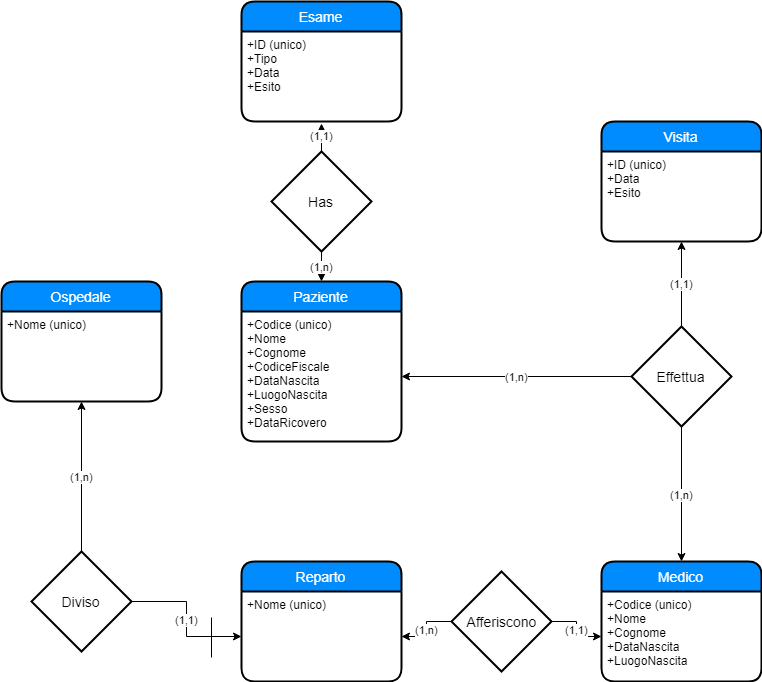 Esame
+ID (unico)
+Tipo
+Data
+Esito
(1,1)
Has
(1,n)
Visita
+ID (unico)
+Data
+Esito
(1,1)
Ospedale
+Nome (unico)
Paziente
+Codice (unico)
+Nome
+Cognome
+CodiceFiscale
+DataNascita
+LuogoNascita
+Sesso
+DataRicovero
(1,n)
Effettua
(1,n)
(1,n)
Diviso
(1,1)
Reparto
+Nome (unico)
(1,n)
Afferiscono
(1,1)
Medico
+Codice (unico)
+Nome
+Cognome
+DataNascita
+LuogoNascita